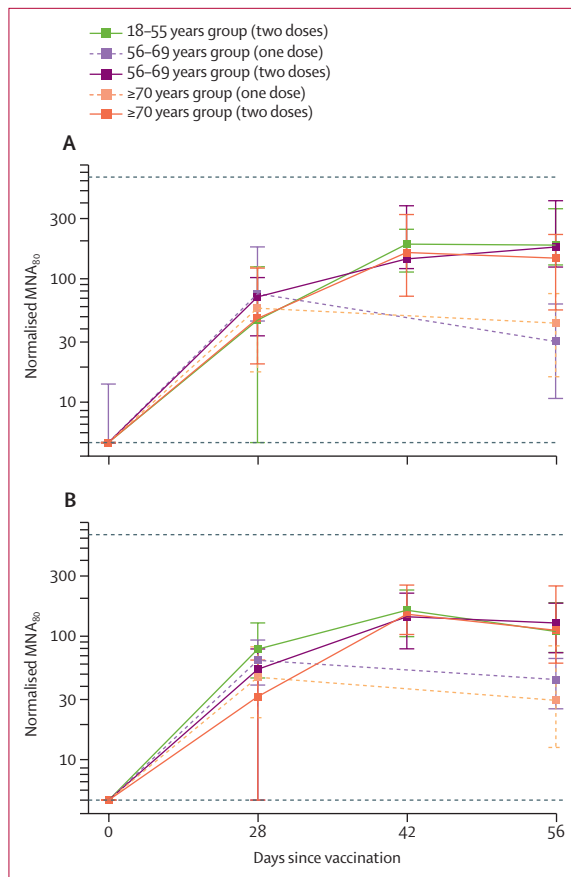 18–55 years group (two doses)
56–69 years group (one dose)
56–69 years group (two doses)
≥70 years group (one dose)
≥70 years group (two doses)
A
300
100
30
10
Normalised MNA80
B
300
100
30
10
Normalised MNA80
0 28 42 56
Days since vaccination